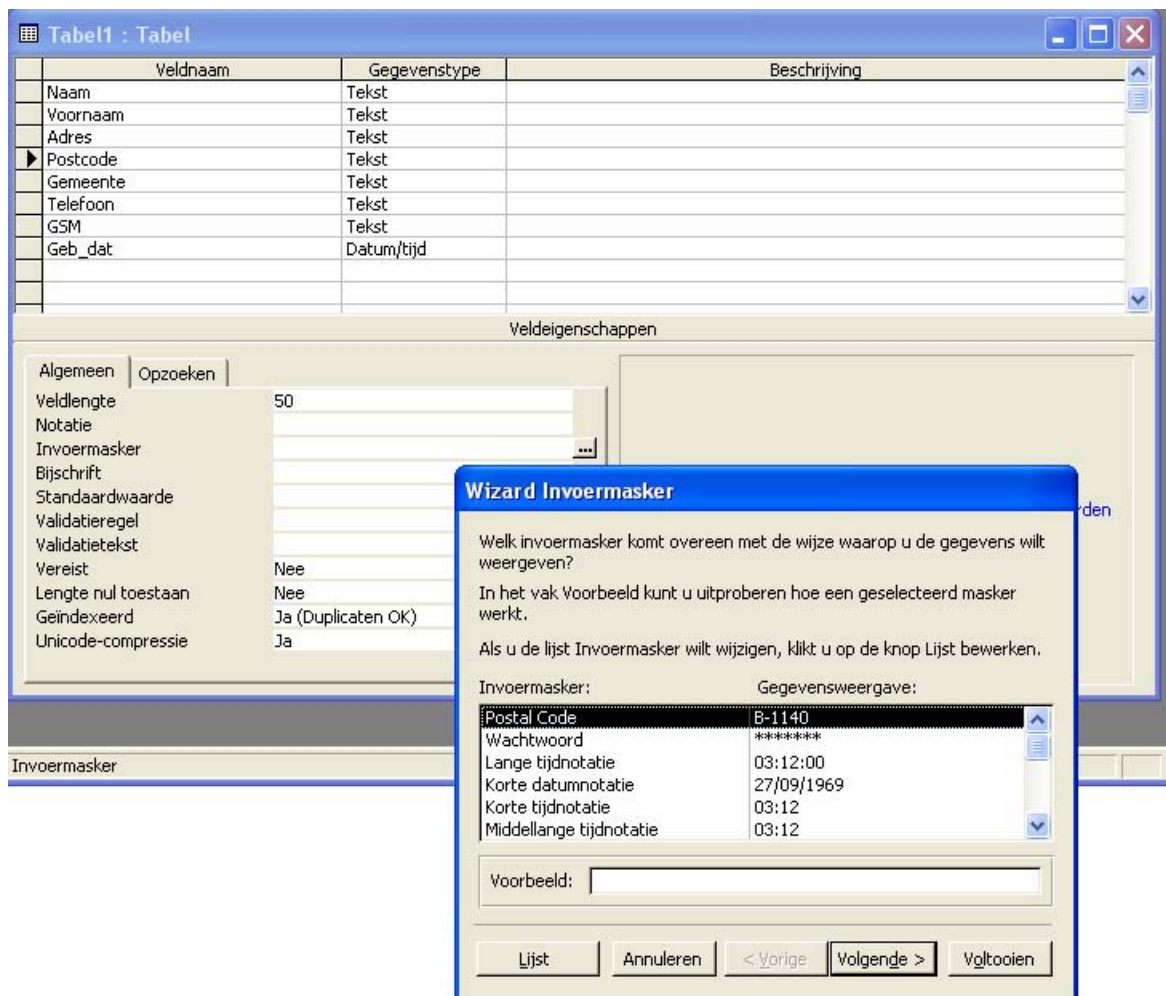 Tabel1 : Tabel
Veldnaam Gegevenstype Beschrijving
Naam Tekst
Voornaam Tekst
Adres Tekst
Postcode Tekst
Gemeente Tekst
Telefoon Tekst
GSM Tekst
Geb_dat Datum/tijd
Veldeigenschappen
Algemeen Opzoeken
Veldlengte 50
Notatie
Invoermasker ...
Bijschrift
Standaardwaarde
Validatieregel
Validatietekst
Vereist Nee
Lengte nul toestaan Nee
Geïndexeerd Ja (Duplicaten OK)
Unicode-compressie Ja
rden
Invoermasker
Wizard Invoermasker
Welk invoermasker komt overeen met de wijze waarop u de gegevens wilt
weergeven?
In het vak Voorbeeld kunt u uitproberen hoe een geselecteerd masker
werkt.
Als u de lijst Invoermasker wilt wijzigen, klikt u op de knop Lijst bewerken.
Invoermasker: Gegevensweergave:
Postal Code B-1140
Wachtwoord *******
Lange tijdnotatie 03:12:00
Korte datumnotatie 27/09/1969
Korte tijdnotatie 03:12
Middellange tijdnotatie 03:12
Voorbeeld:
Lijst Annuleren < Vorige Volgende > Voltooien